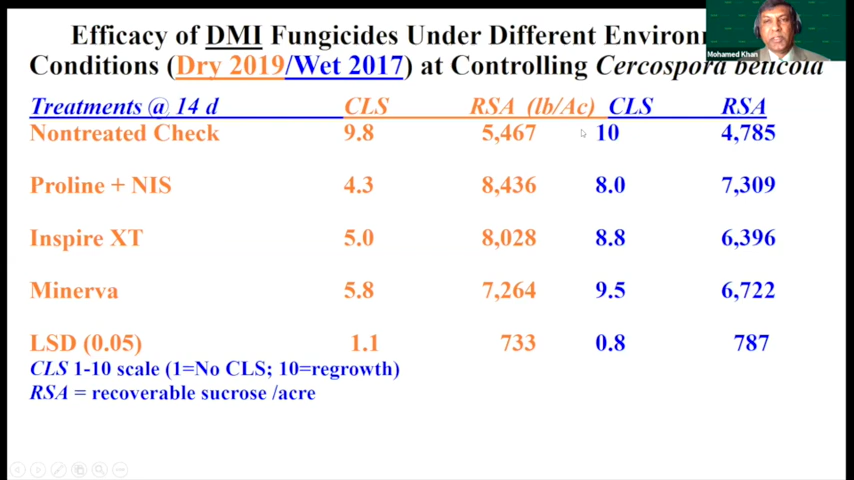 Efficacy of DMI Fungicides Under Different
Conditions (Dry 2019/Wet 2017) at Controlling Cercospora beticola
Mohamed Khan
Treatments @ 14 d CLS RSA (lb/Ac) CLS RSA
Nontreated Check 9.8 5,467 10 4,785
Proline + NIS 4.3 8,436 8.0 7,309
Inspire XT 5.0 8,028 8.8 6,396
Minerva 5.8 7,264 9.5 6,722
LSD (0.05) 1.1 733 0.8 787
CLS 1-10 scale (1=No CLS; 10=regrowth)
RSA = recoverable sucrose /acre